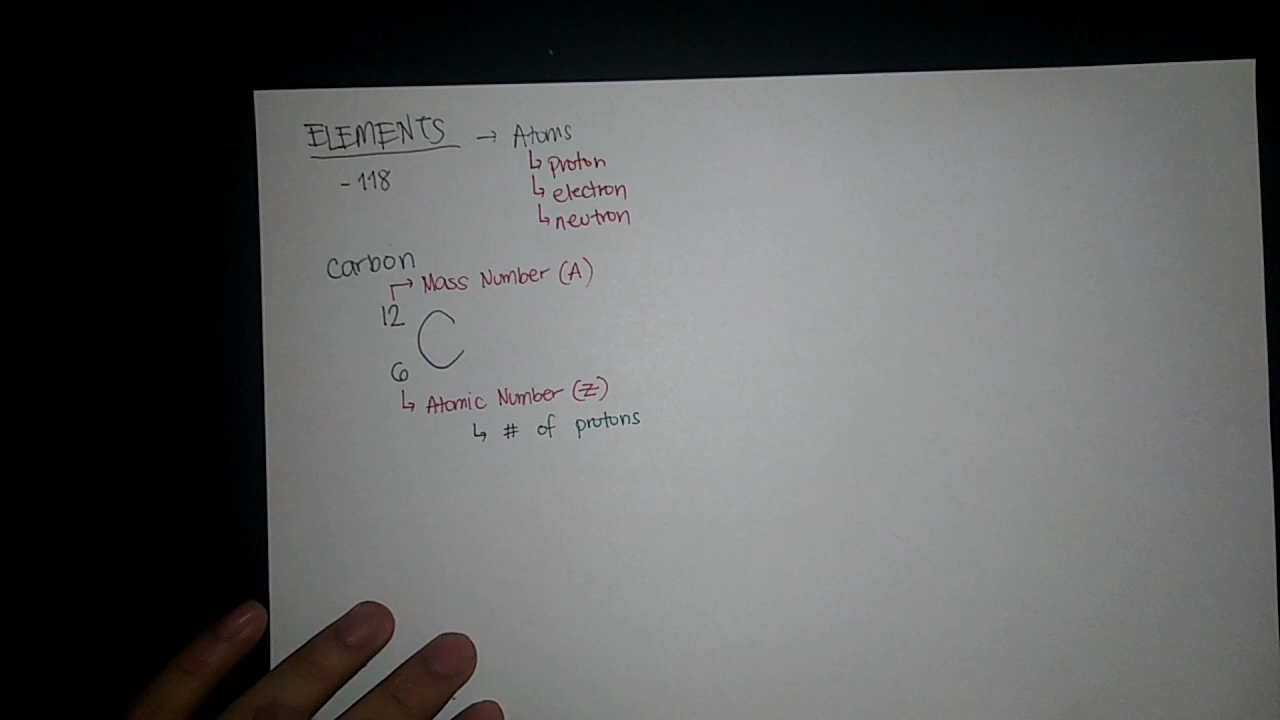 ELEMENTS → Atoms
↳ proton
- 118
↳ electron
↳ neutron
Carbon
↱ Mass Number (A)
12
C
6
↳ Atomic Number (Z)
↳ # of protons